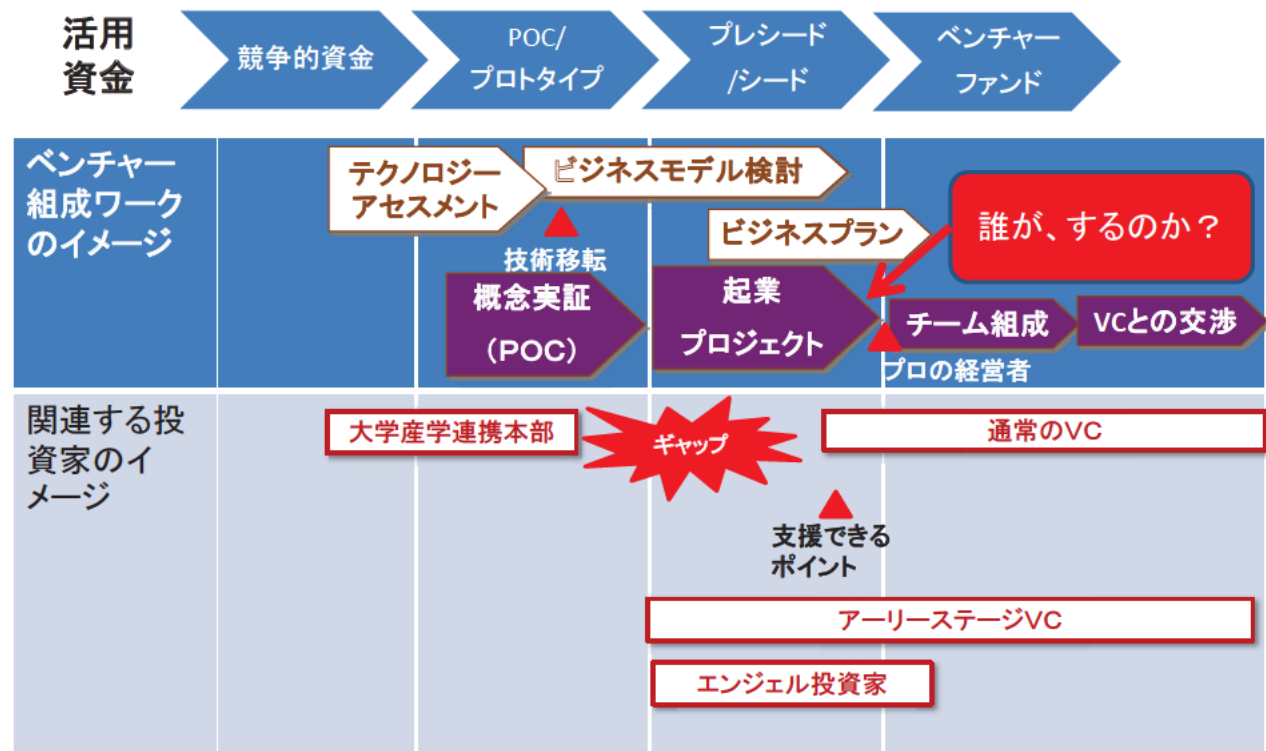 活用
資金
競争的資金
POC/
プロトタイプ
プレシード
/シード
ベンチャー
ファンド
ベンチャー
組成ワーク
のイメージ
テクノロジー
アセスメント
ビジネスモデル検討
技術移転
ビジネスプラン
誰が、するのか？
概念実証
（POC）
起業
プロジェクト
チーム組成
VCとの交渉
プロの経営者
関連する投
資家のイ
メージ
大学産学連携本部
ギャップ
通常のVC
支援できる
ポイント
アーリーステージVC
エンジェル投資家